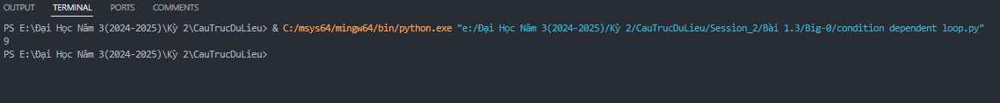 OUTPUT TERMINAL PORTS COMMENTS
PS E:\Đại Học Năm 3(2024-2025)\Kỳ 2\CauTrucDuLieu> & C:/msys64/mingw64/bin/python.exe "e:/Đại Học Năm 3(2024-2025)/Kỳ 2/CauTrucDuLieu/Session_2/Bài 1.3/Big-0/condition dependent loop.py"
9
PS E:\Đại Học Năm 3(2024-2025)\Kỳ 2\CauTrucDuLieu>